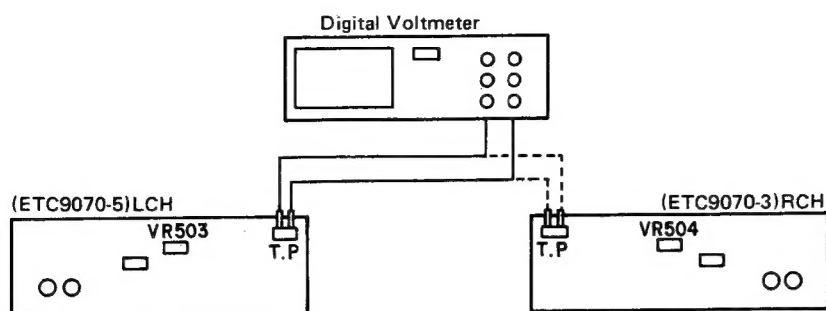 Digital Voltmeter
(ETC9070-5)LCH
VR503
T.P
(ETC9070-3)RCH
VR504
T.P